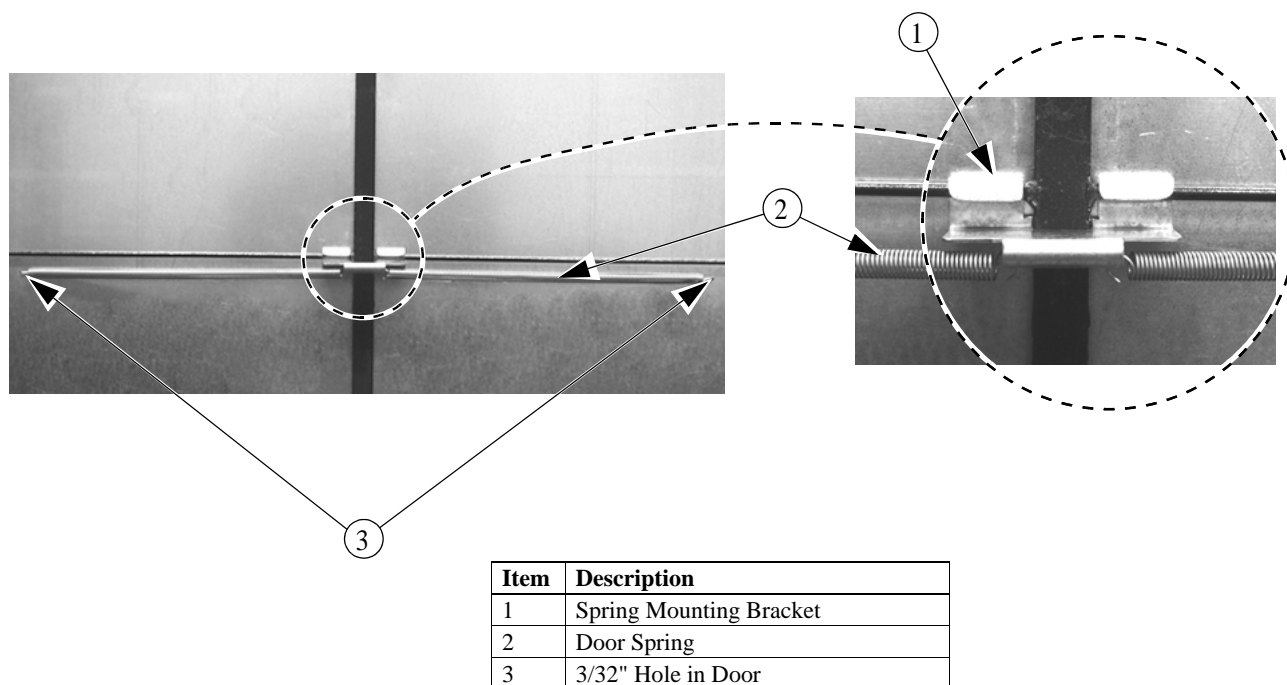 1
2
3
Item Description
1 Spring Mounting Bracket
2 Door Spring
3 3/32" Hole in Door